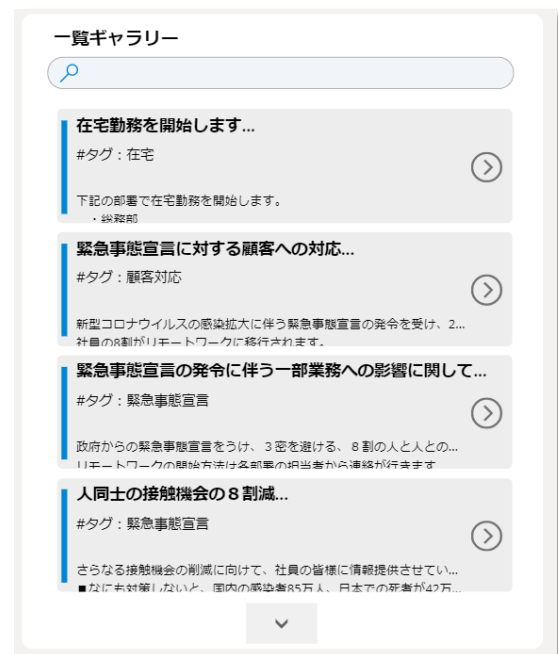 一覧ギャラリー
在宅勤務を開始します...
#タグ：在宅
下記の部署で在宅勤務を開始します。
・総務部
緊急事態宣言に対する顧客への対応...
#タグ：顧客対応
新型コロナウイルスの感染拡大に伴う緊急事態宣言の発令を受け、2...
社員の8割がリモートワークに移行されます。
緊急事態宣言の発令に伴う一部業務への影響に関して...
#タグ：緊急事態宣言
政府からの緊急事態宣言をうけ、３密を避ける、８割の人と人との...
リモートワークの開始方法は各部署の担当者から連絡が行きます
人同士の接触機会の８割減...
#タグ：緊急事態宣言
さらなる接触機会の削減に向けて、社員の皆様に情報提供させてい...
■なにも対策しないと、国内の感染者85万人、日本での死者が42万...